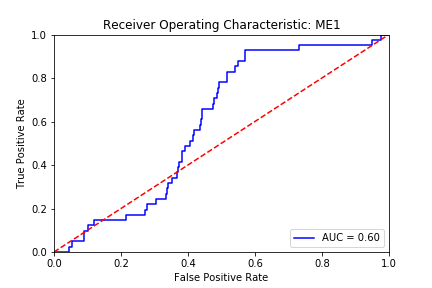 Receiver Operating Characteristic: ME1
1.0
0.8
0.6
0.4
0.2
0.0
True Positive Rate
AUC = 0.60
0.0 0.2 0.4 0.6 0.8 1.0
False Positive Rate